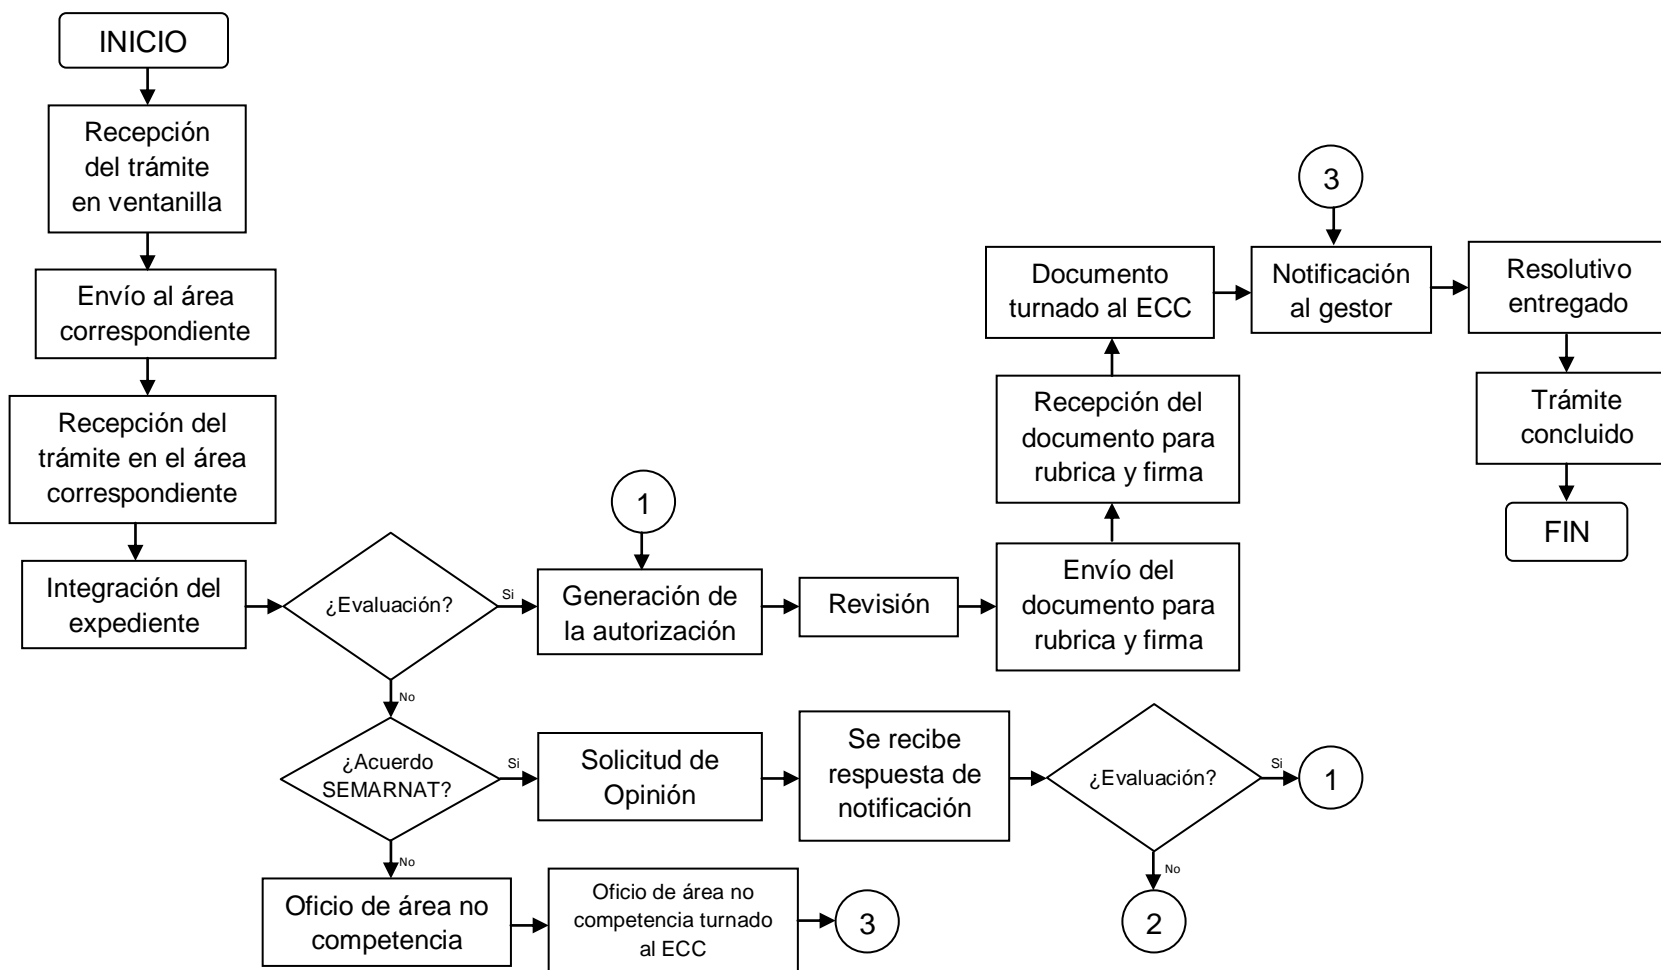 INICIO
Recepción
del trámite
en ventanilla
Envío al área
correspondiente
Recepción del
trámite en el área
correspondiente
Integración del
expediente
¿Evaluación?
Si
No
1
Generación de
la autorización
Revisión
Envío del
documento para
rubrica y firma
Recepción del
documento para
rubrica y firma
Documento
turnado al ECC
3
Notificación
al gestor
Resolutivo
entregado
Trámite
concluido
FIN
¿Acuerdo
SEMARNAT?
Si
No
Solicitud de
Opinión
Se recibe
respuesta de
notificación
¿Evaluación?
Si
1
No
2
Oficio de área no
competencia
Oficio de área no
competencia turnado
al ECC
3